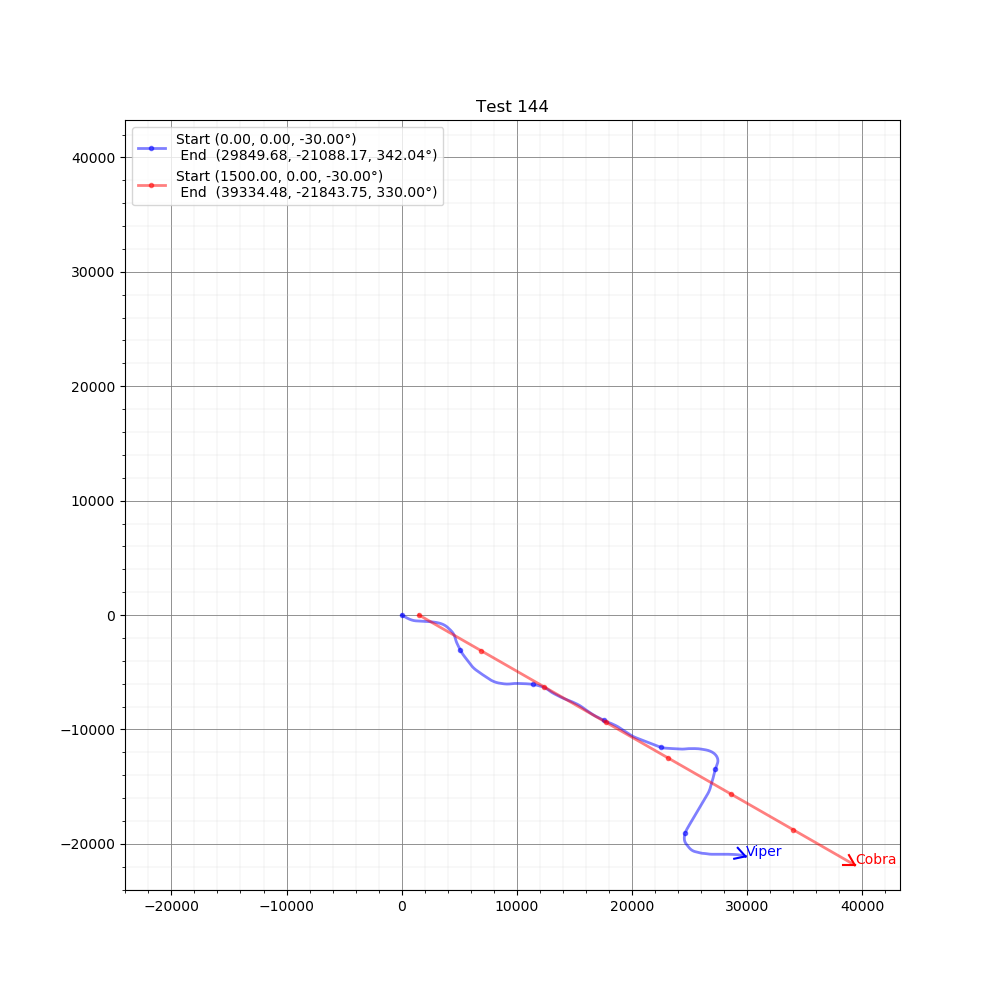 Test 144
Start (0.00, 0.00, -30.00°)
End  (29849.68, -21088.17, 342.04°)
Start (1500.00, 0.00, -30.00°)
End  (39334.48, -21843.75, 330.00°)
40000
30000
20000
10000
0
−10000
−20000
Viper
Cobra
−20000
−10000
0
10000
20000
30000
40000